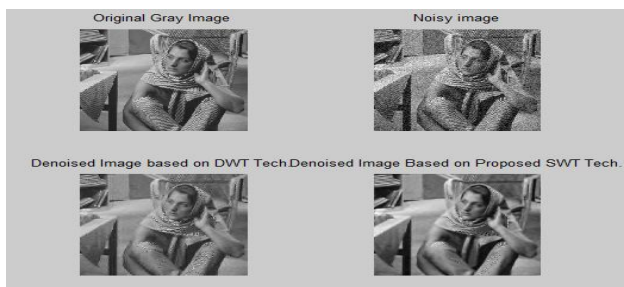 Original Gray Image
Noisy image
Denoised Image based on DWT Tech.
Denoised Image Based on Proposed SWT Tech.